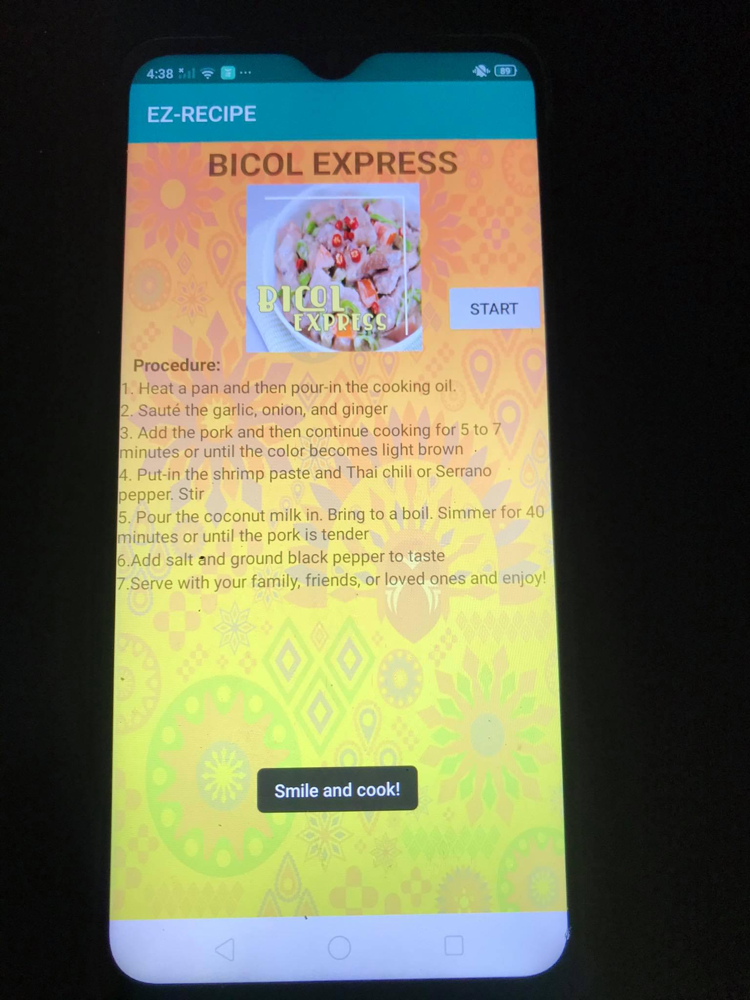 4:38
89
EZ-RECIPE
BICOL EXPRESS
BICOL
EXPRESS
START
Procedure:
1. Heat a pan and then pour-in the cooking oil.
2. Sauté the garlic, onion, and ginger
3. Add the pork and then continue cooking for 5 to 7
minutes or until the color becomes light brown
4. Put-in the shrimp paste and Thai chili or Serrano
pepper. Stir
5. Pour the coconut milk in. Bring to a boil. Simmer for 40
minutes or until the pork is tender
6.Add salt and ground black pepper to taste
7.Serve with your family, friends, or loved ones and enjoy!
Smile and cook!